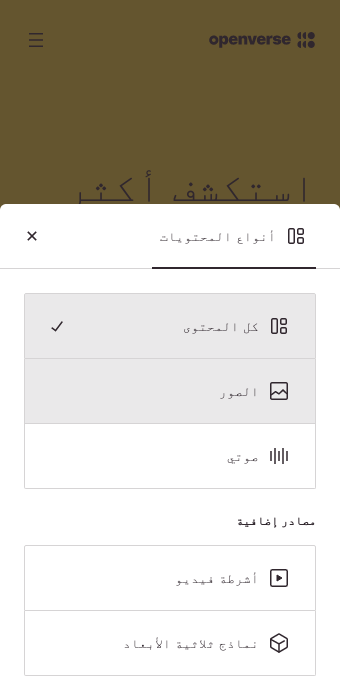 openverse
استكشف أكثر
أنواع المحتويات
كل المحتوى
الصور
صوتي
مصادر إضافية
أشرطة فيديو
نماذج ثلاثية الأبعاد